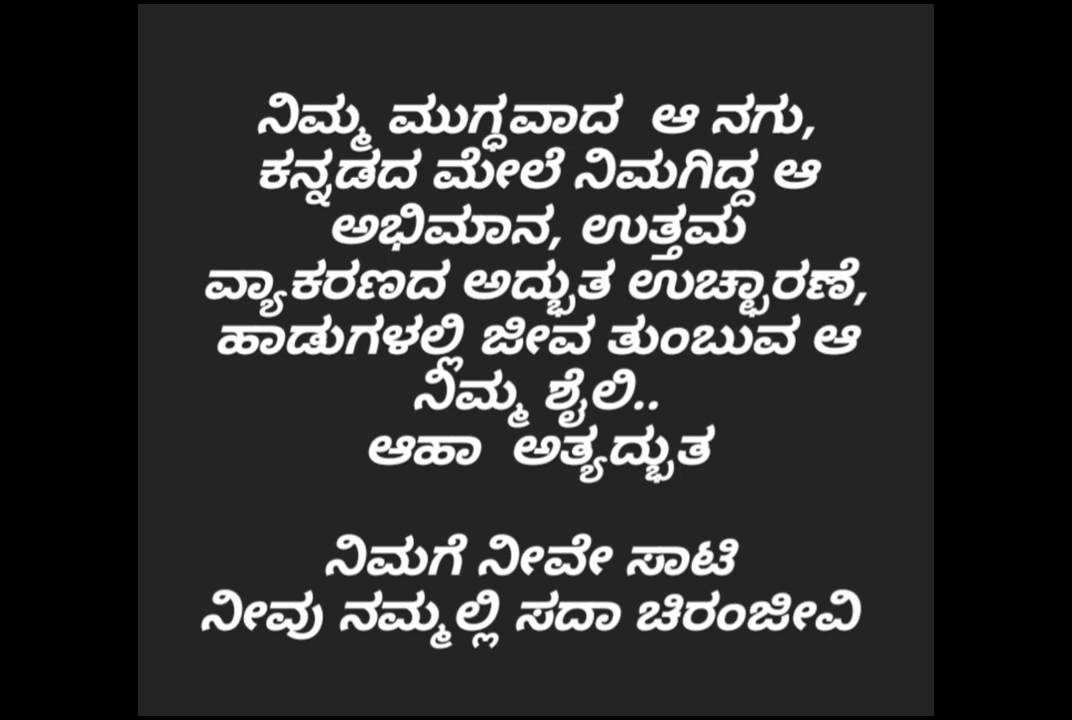 ನಿಮ್ಮ ಮುಗ್ಧವಾದ ಆ ನಗು,
ಕನ್ನಡದ ಮೇಲೆ ನಿಮಗಿದ್ದ ಆ
ಅಭಿಮಾನ, ಉತ್ತಮ
ವ್ಯಾಕರಣದ ಅದ್ಭುತ ಉಚ್ಛಾರಣೆ,
ಹಾಡುಗಳಲ್ಲಿ ಜೀವ ತುಂಬುವ ಆ
ನಿಮ್ಮ ಶೈಲಿ..
ಆಹಾ ಅತ್ಯದ್ಭುತ
ನಿಮಗೆ ನೀವೇ ಸಾಟಿ
ನೀವು ನಮ್ಮಲ್ಲಿ ಸದಾ ಚಿರಂಜೀವಿ